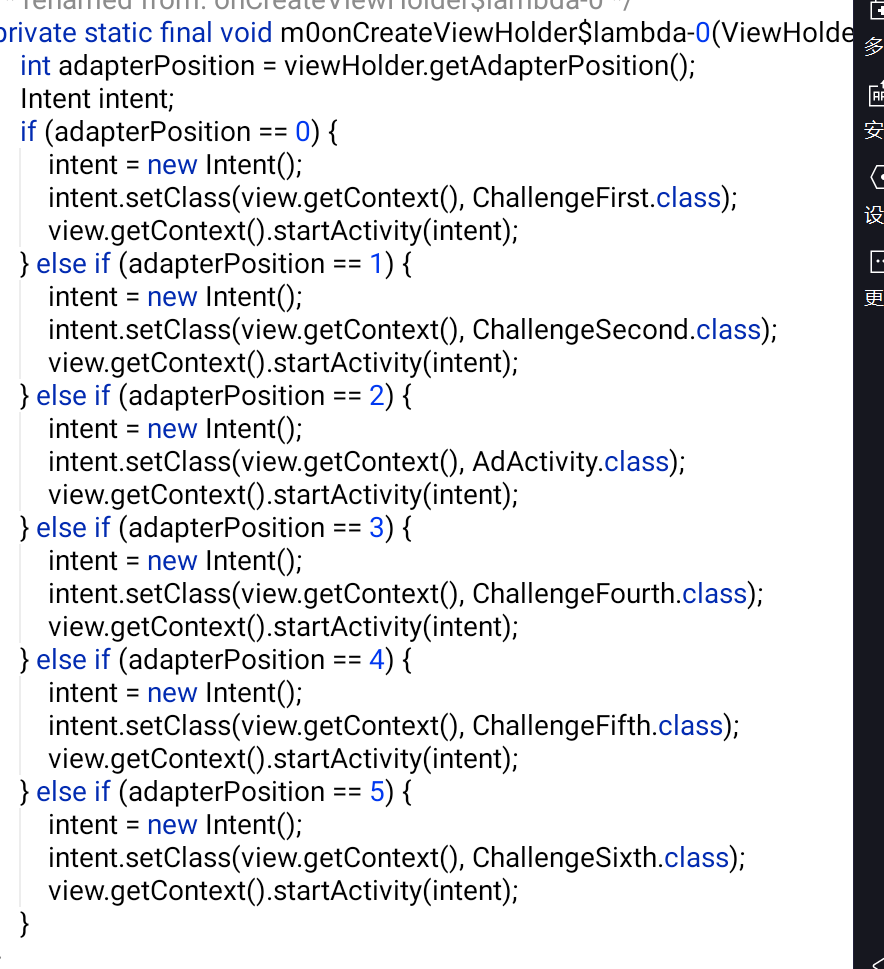 renamed from: onCreateViewHolder$lambda-0 */
private static final void m0onCreateViewHolder$lambda-0(ViewHolde
int adapterPosition = viewHolder.getAdapterPosition();
Intent intent;
if (adapterPosition == 0) {
intent = new Intent();
intent.setClass(view.getContext(), ChallengeFirst.class);
view.getContext().startActivity(intent);
} else if (adapterPosition == 1) {
intent = new Intent();
intent.setClass(view.getContext(), ChallengeSecond.class);
view.getContext().startActivity(intent);
} else if (adapterPosition == 2) {
intent = new Intent();
intent.setClass(view.getContext(), AdActivity.class);
view.getContext().startActivity(intent);
} else if (adapterPosition == 3) {
intent = new Intent();
intent.setClass(view.getContext(), ChallengeFourth.class);
view.getContext().startActivity(intent);
} else if (adapterPosition == 4) {
intent = new Intent();
intent.setClass(view.getContext(), ChallengeFifth.class);
view.getContext().startActivity(intent);
} else if (adapterPosition == 5) {
intent = new Intent();
intent.setClass(view.getContext(), ChallengeSixth.class);
view.getContext().startActivity(intent);
}
多
安
设
更